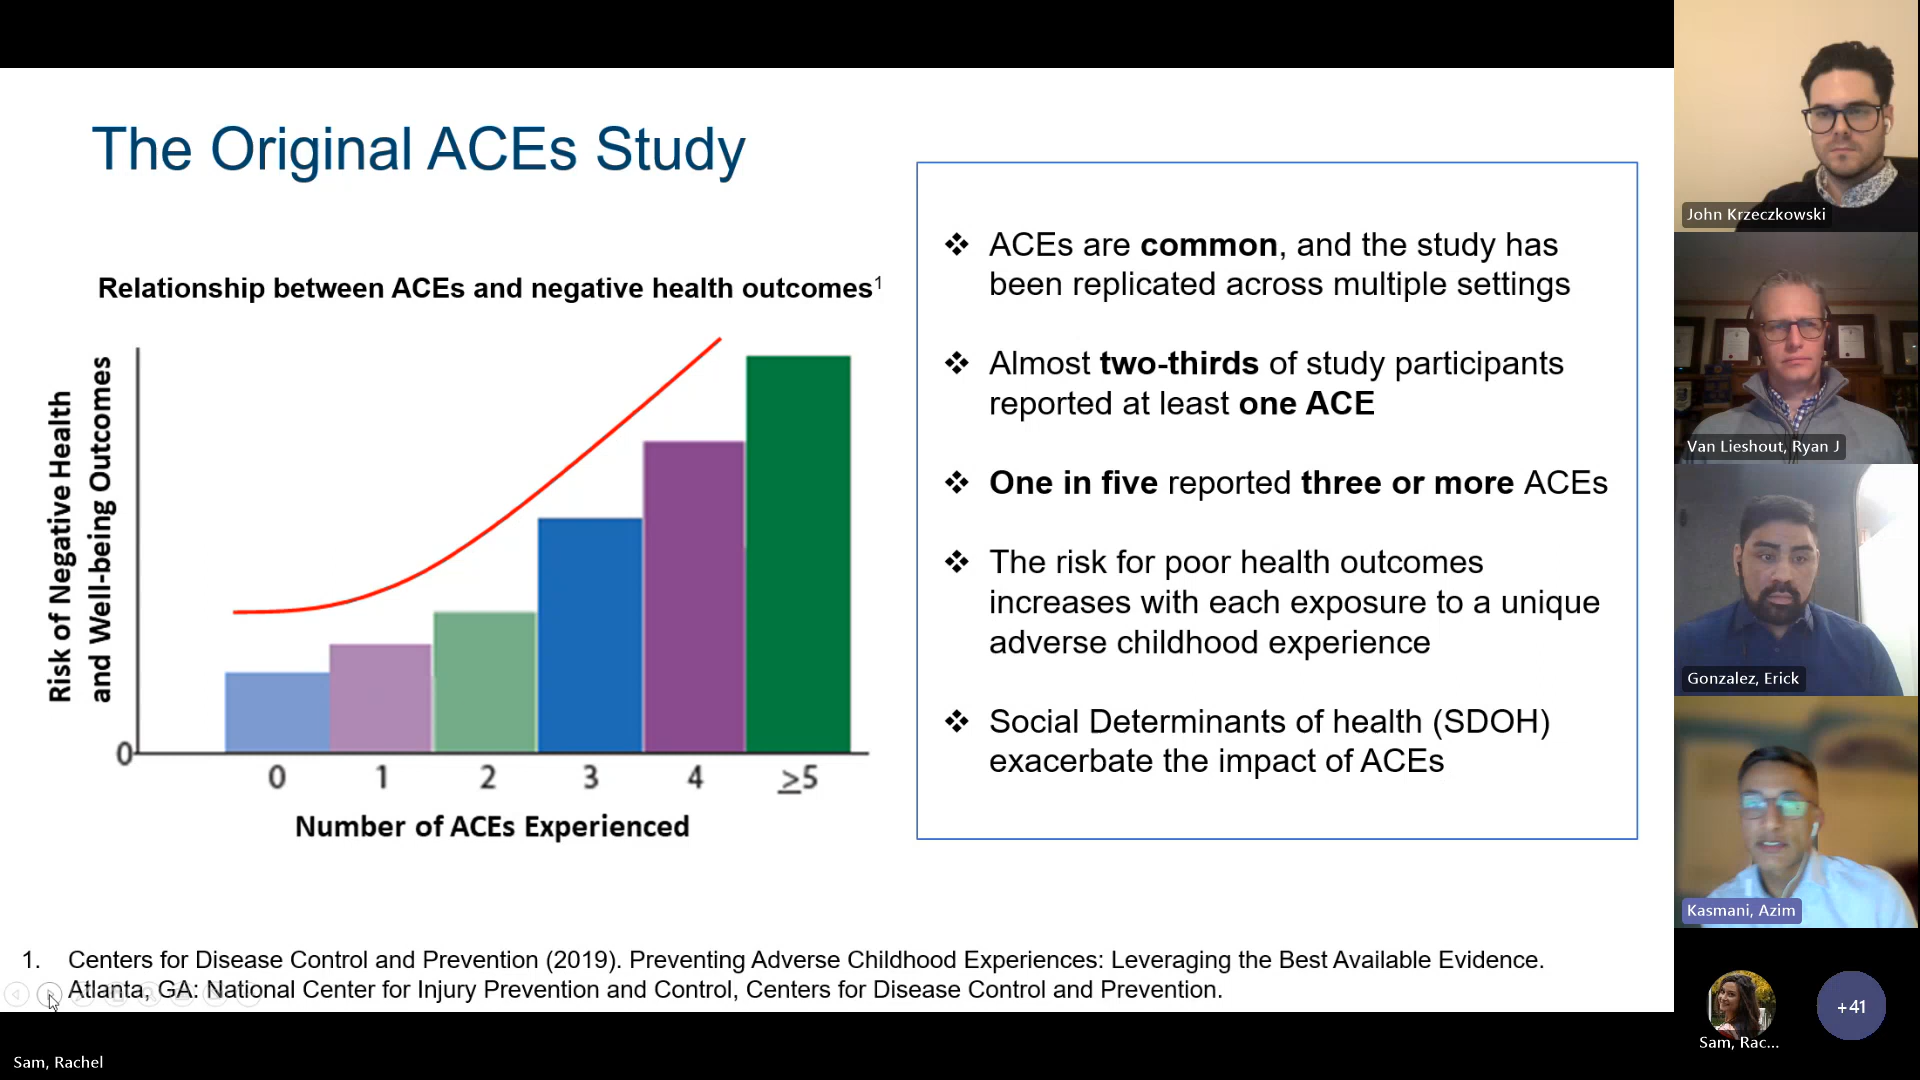 The Original ACEs Study
Relationship between ACEs and negative health outcomes1
Risk of Negative Health
and Well-being Outcomes
0
0 1 2 3 4 ≥5
Number of ACEs Experienced
❖ ACEs are common, and the study has
been replicated across multiple settings
❖ Almost two-thirds of study participants
reported at least one ACE
❖ One in five reported three or more ACEs
❖ The risk for poor health outcomes
increases with each exposure to a unique
adverse childhood experience
❖ Social Determinants of health (SDOH)
exacerbate the impact of ACEs
1. Centers for Disease Control and Prevention (2019). Preventing Adverse Childhood Experiences: Leveraging the Best Available Evidence.
Atlanta, GA: National Center for Injury Prevention and Control, Centers for Disease Control and Prevention.
Sam, Rachel
John Krzeczkowski
Van Lieshout, Ryan J
Gonzalez, Erick
Kasmani, Azim
Sam, Rac...
+41